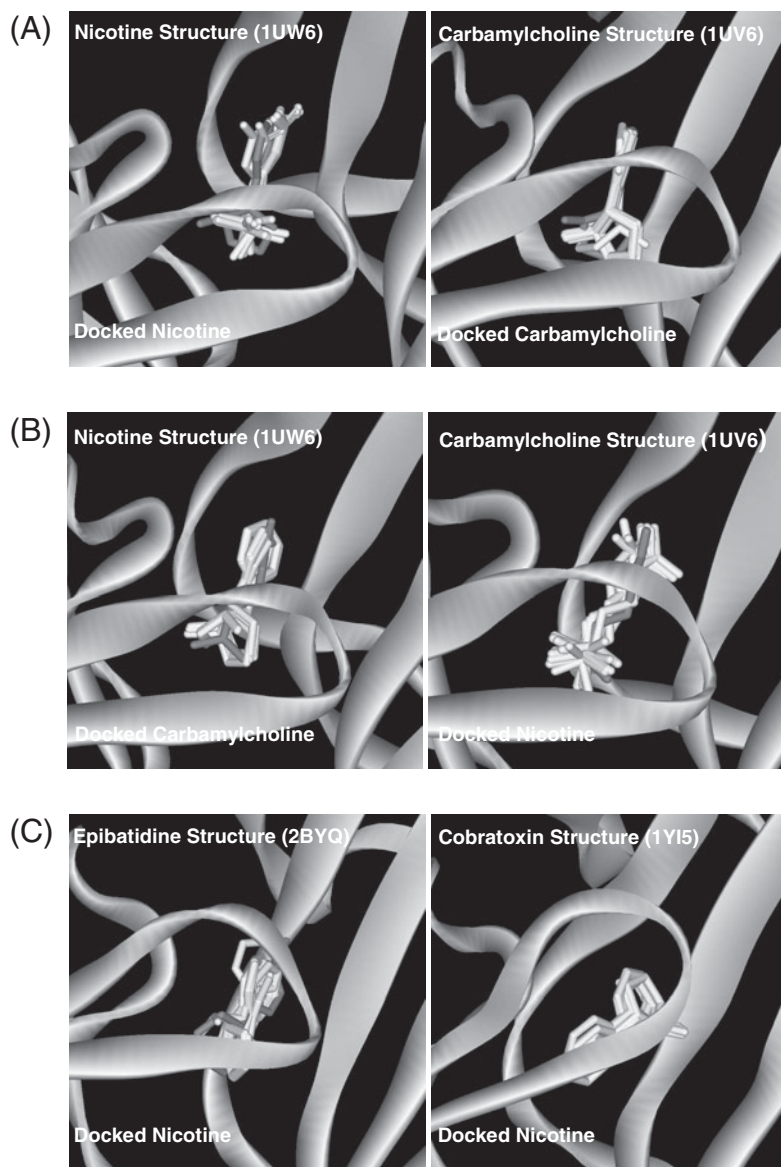 (A)
Nicotine Structure (1UW6)
Carbamylcholine Structure (1UV6)
Docked Nicotine
Docked Carbamylcholine
(B)
Nicotine Structure (1UW6)
Carbamylcholine Structure (1UV6)
Docked Carbamylcholine
Docked Nicotine
(C)
Epibatidine Structure (2BYQ)
Cobratoxin Structure (1YI5)
Docked Nicotine
Docked Nicotine